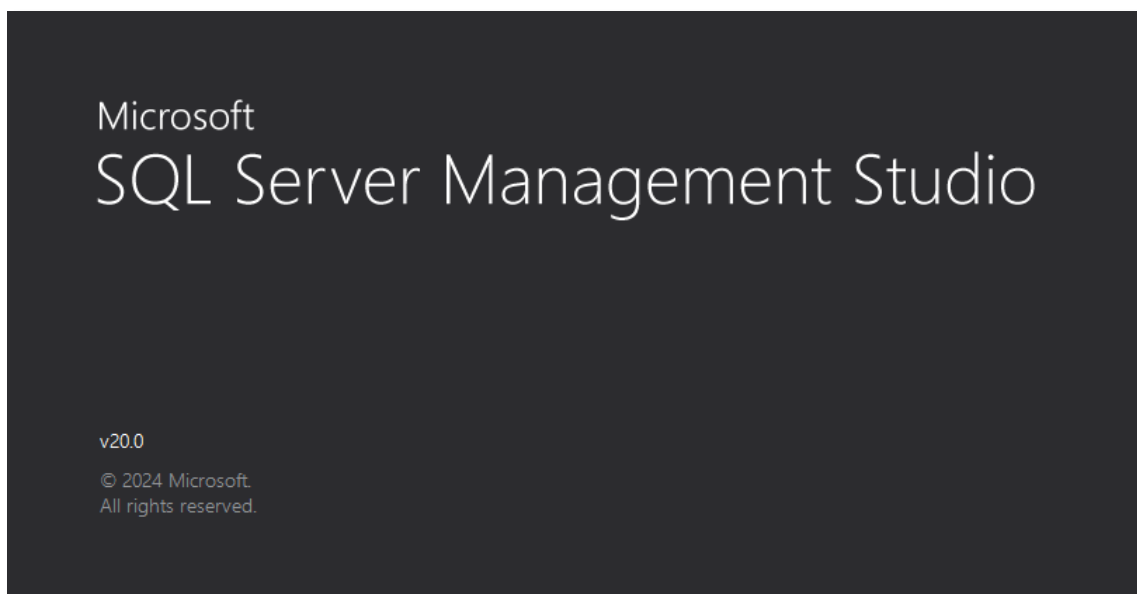 Microsoft
SQL Server Management Studio
v20.0
© 2024 Microsoft.
All rights reserved.